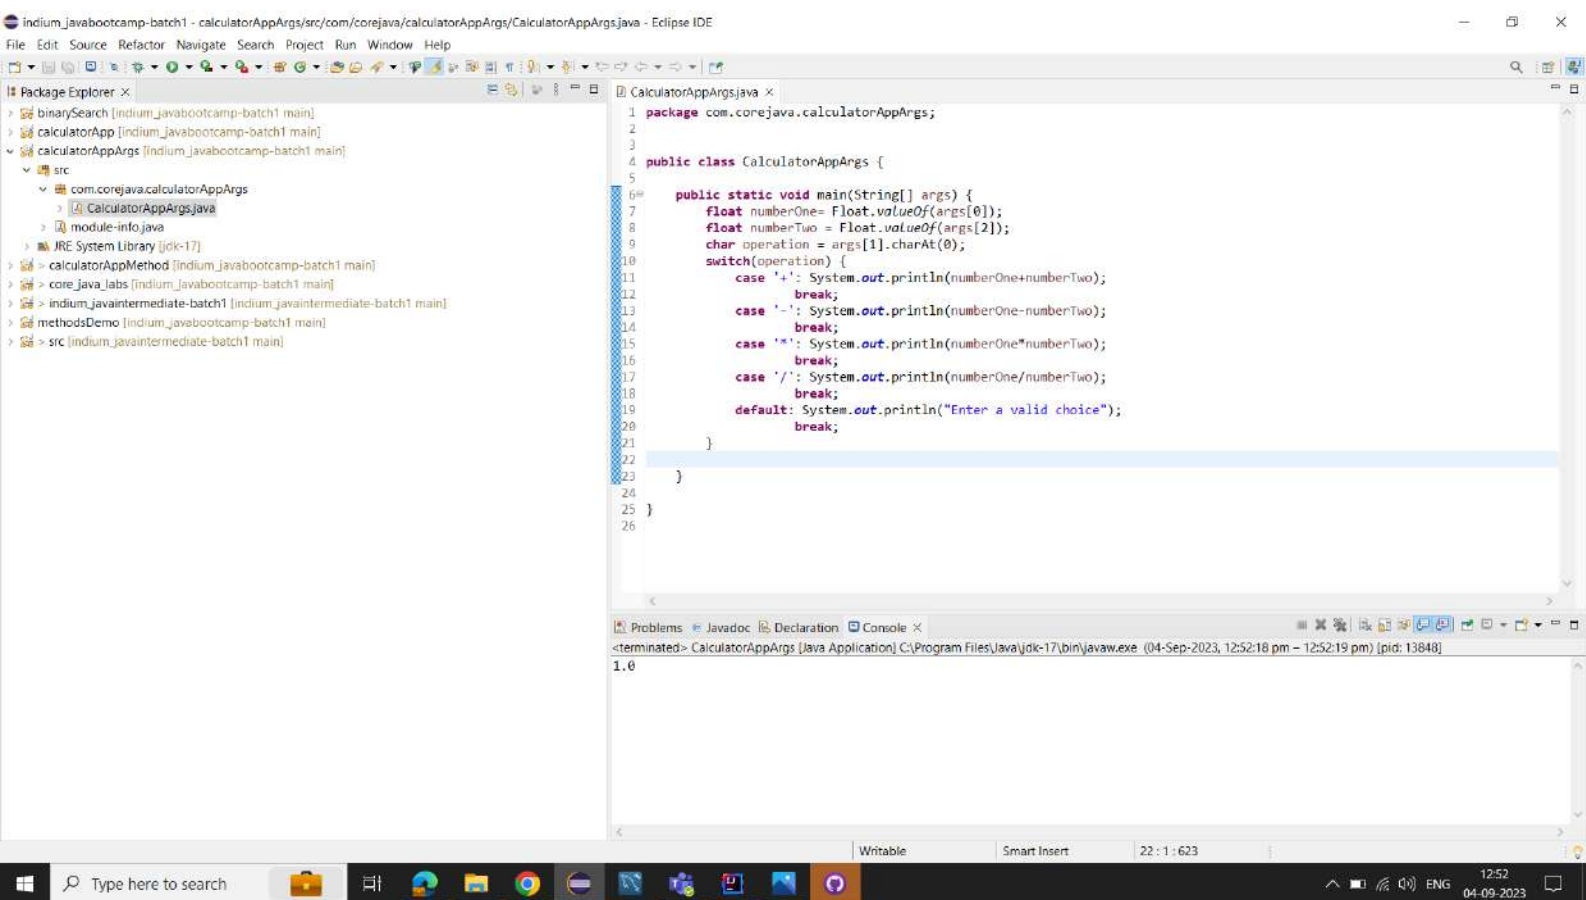 indium_javabootcamp-batch1 - calculatorAppArgs/src/com/corejava/calculatorAppArgs/CalculatorAppArgs.java - Eclipse IDE
File Edit Source Refactor Navigate Search Project Run Window Help
Package Explorer
binarySearch [indium_javabootcamp-batch1 main]
calculatorApp [indium_javabootcamp-batch1 main]
calculatorAppArgs [indium_javabootcamp-batch1 main]
src
com.corejava.calculatorAppArgs
CalculatorAppArgs.java
module-info.java
JRE System Library [jdk-17]
> calculatorAppMethod [indium_javabootcamp-batch1 main]
> core_java_labs [indium_javabootcamp-batch1 main]
> indium_javaintermediate-batch1 [indium_javaintermediate-batch1 main]
methodsDemo [indium_javabootcamp-batch1 main]
> src [indium_javaintermediate-batch1 main]
CalculatorAppArgs.java
1 package com.corejava.calculatorAppArgs;
2
3
4 public class CalculatorAppArgs {
5
6 public static void main(String[] args) {
7 float numberOne= Float.valueOf(args[0]);
8 float numberTwo = Float.valueOf(args[2]);
9 char operation = args[1].charAt(0);
10 switch(operation) {
11 case '+': System.out.println(numberOne+numberTwo);
12 break;
13 case '-': System.out.println(numberOne-numberTwo);
14 break;
15 case '*': System.out.println(numberOne*numberTwo);
16 break;
17 case '/': System.out.println(numberOne/numberTwo);
18 break;
19 default: System.out.println("Enter a valid choice");
20 break;
21 }
22
23 }
24
25 }
26
Problems Javadoc Declaration Console
<terminated> CalculatorAppArgs [Java Application] C:\Program Files\Java\jdk-17\bin\javaw.exe (04-Sep-2023, 12:52:18 pm – 12:52:19 pm) [pid: 13848]
1.0
Writable Smart Insert 22 : 1 : 623
Type here to search
ENG
12:52
04-09-2023